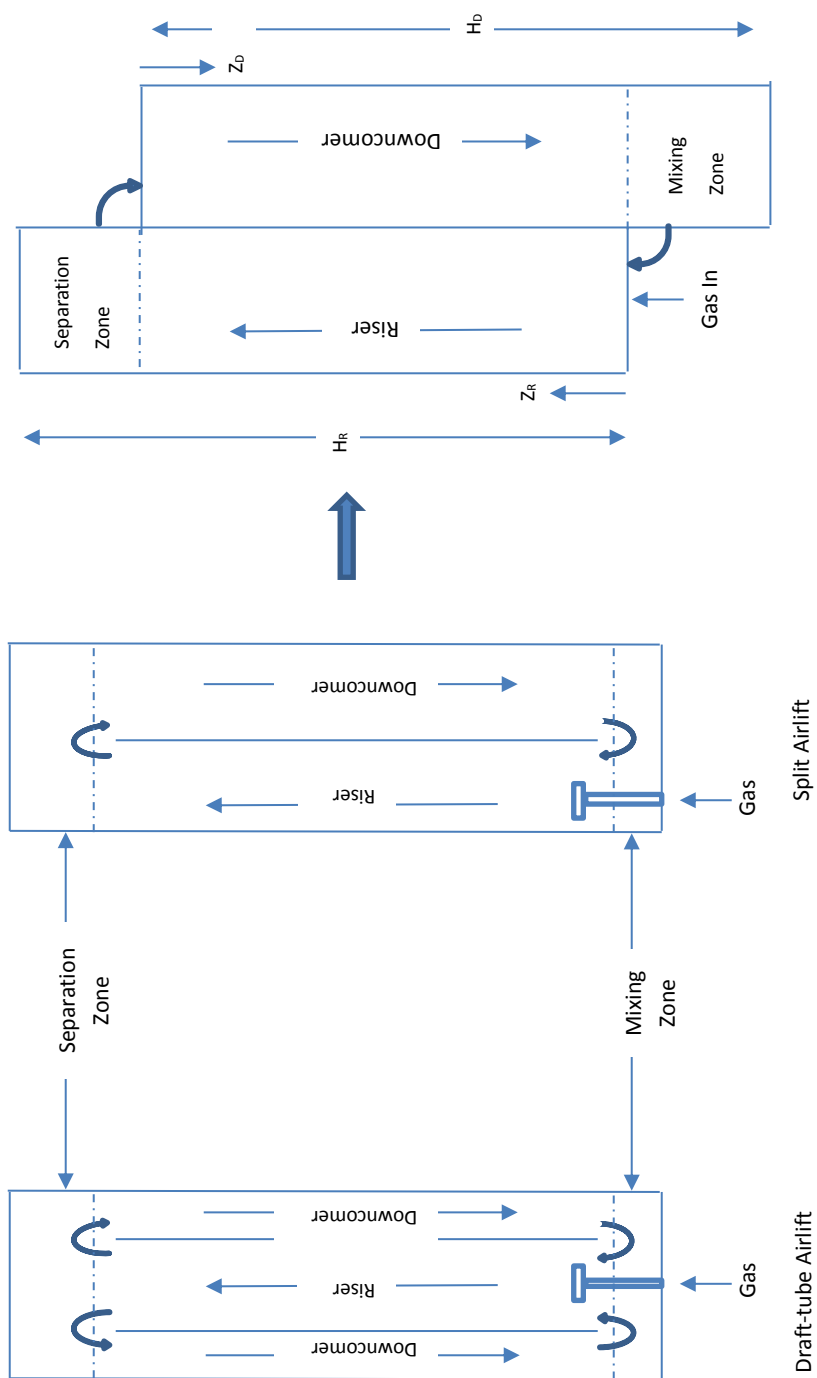 Separation
Zone
Riser
Downcomer
Mixing
Zone
Gas In
HR
ZR
ZD
HD
Separation
Zone
Mixing
Zone
Riser
Downcomer
Gas
Split Airlift
Downcomer
Riser
Downcomer
Gas
Draft-tube Airlift